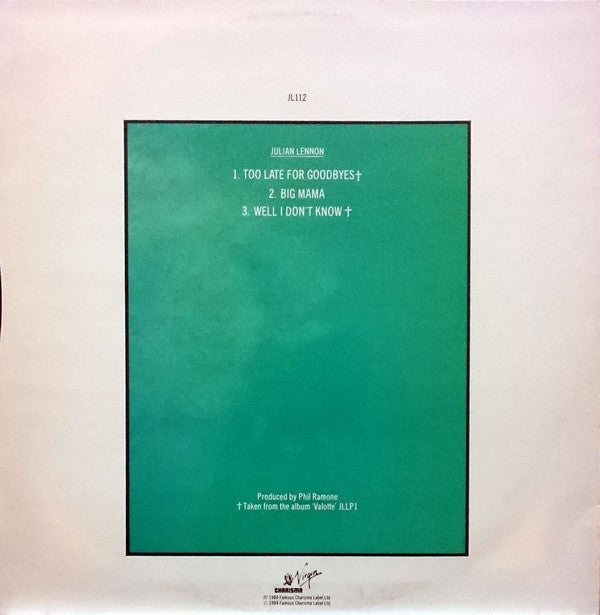 JL112
JULIAN LENNON
1. TOO LATE FOR GOODBYES†
2. BIG MAMA
3. WELL I DON'T KNOW †
Produced by Phil Ramone
† Taken from the album 'Valotte' JLLP1
Virgin
CHARISMA
℗ 1984 Famous Charisma Label Ltd
© 1984 Famous Charisma Label Ltd